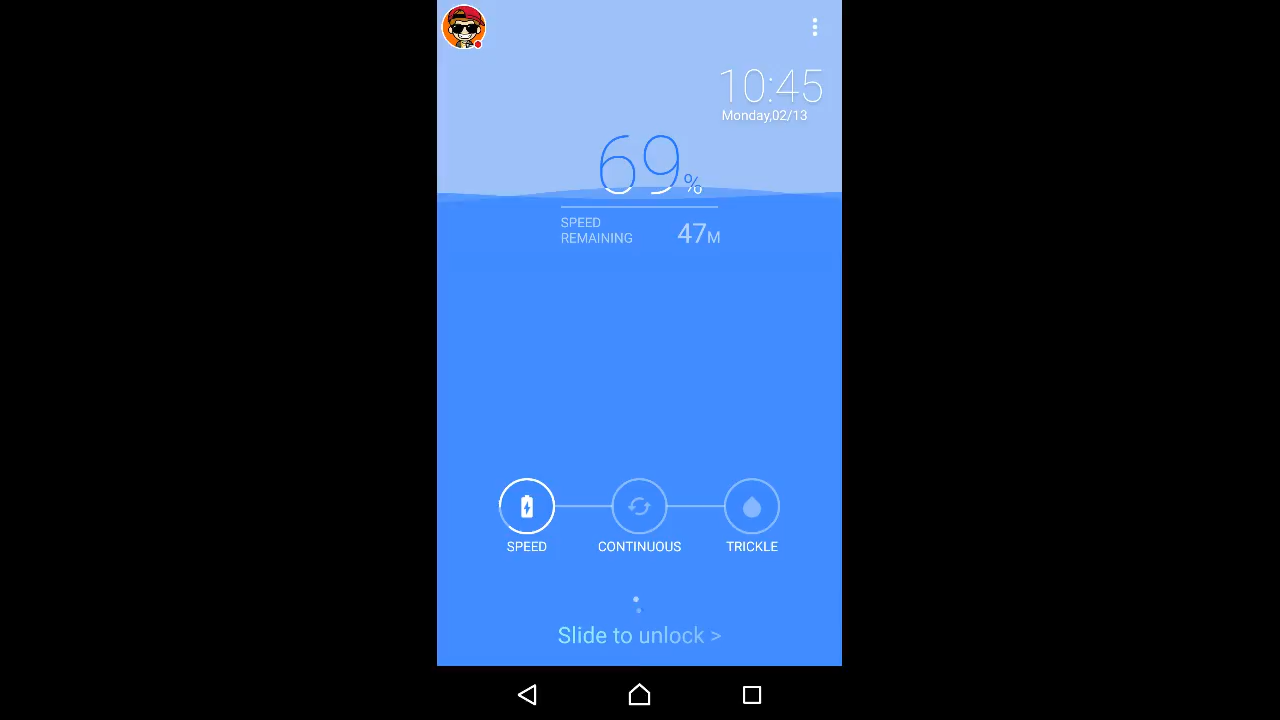 10:45
Monday,02/13
69%
SPEED
REMAINING
47M
SPEED
CONTINUOUS
TRICKLE
Slide to unlock >